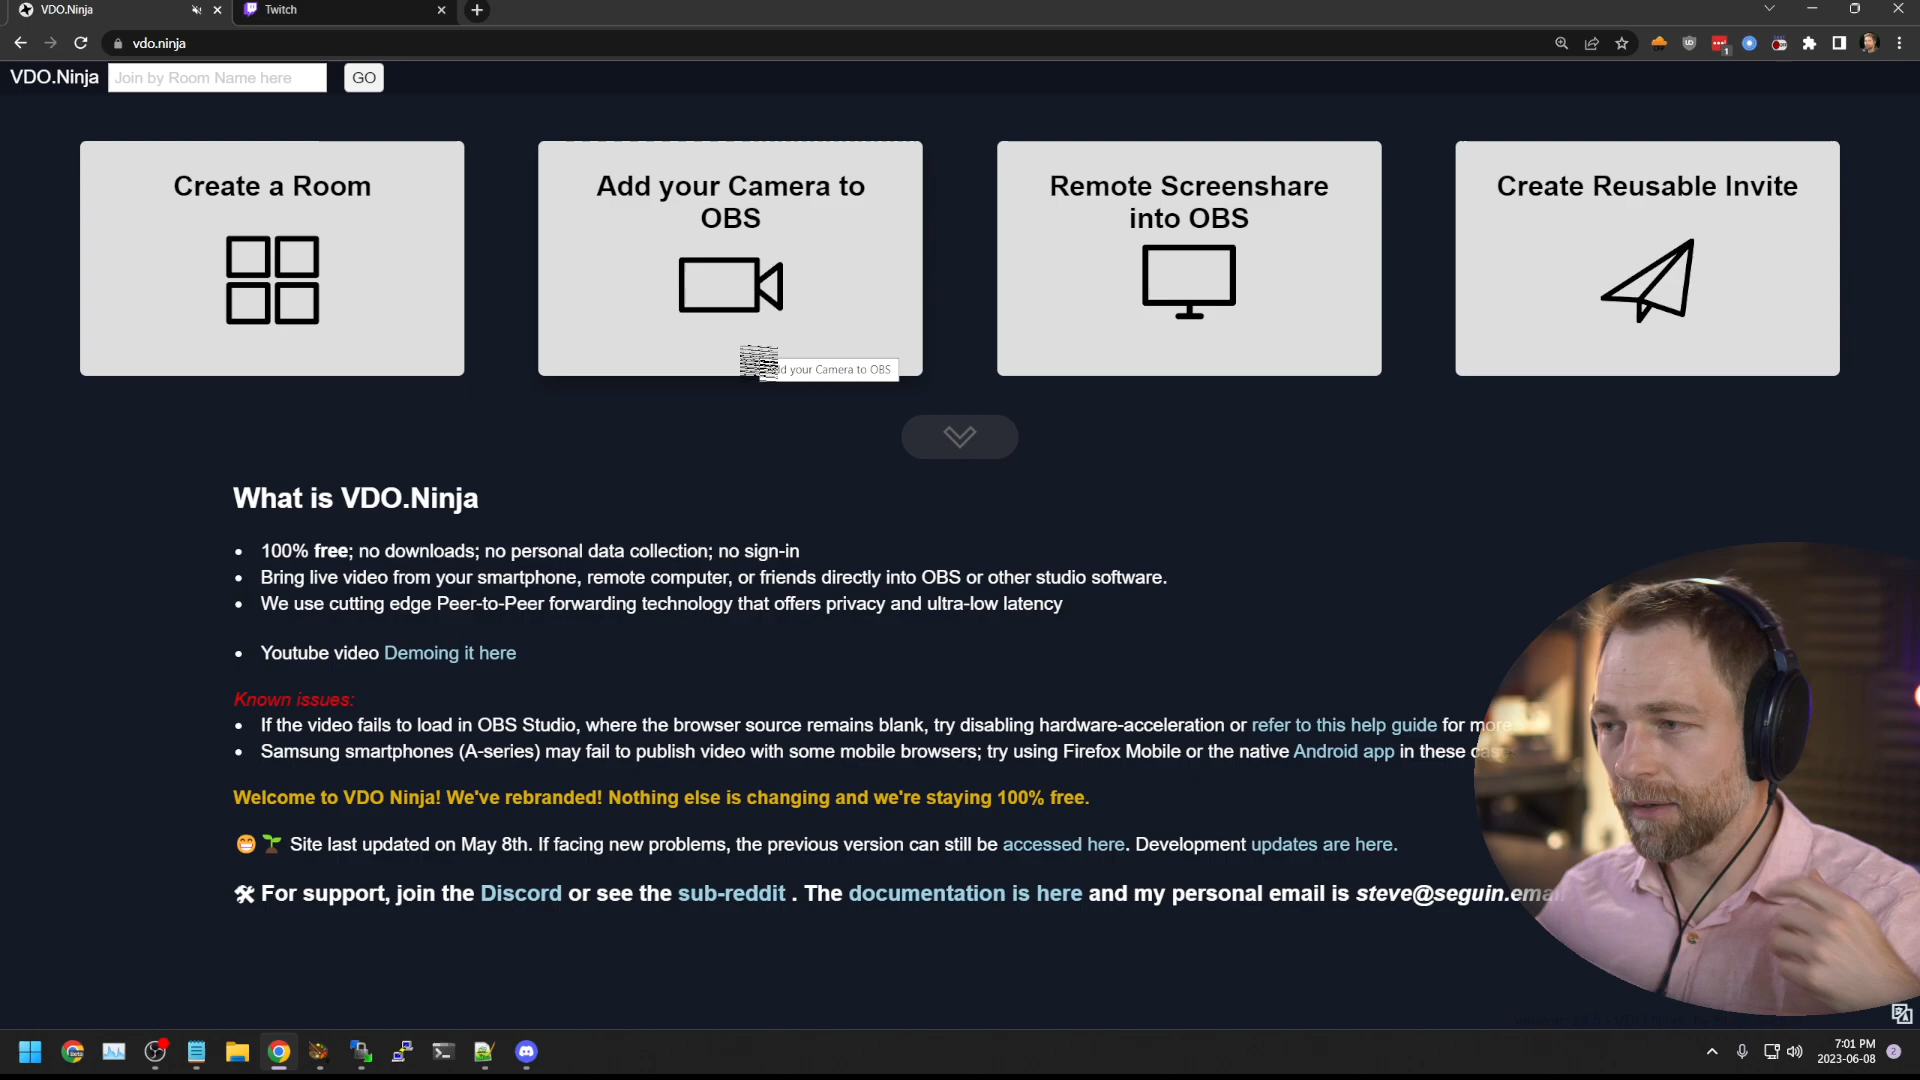 VDO.Ninja
Twitch
vdo.ninja
VDO.Ninja Join by Room Name here GO
Create a Room
Add your Camera to
OBS
Remote Screenshare
into OBS
Create Reusable Invite
your Camera to OBS
What is VDO.Ninja
• 100% free; no downloads; no personal data collection; no sign-in
• Bring live video from your smartphone, remote computer, or friends directly into OBS or other studio software.
• We use cutting edge Peer-to-Peer forwarding technology that offers privacy and ultra-low latency
• Youtube video Demoing it here
Known issues:
• If the video fails to load in OBS Studio, where the browser source remains blank, try disabling hardware-acceleration or refer to this help guide for more
• Samsung smartphones (A-series) may fail to publish video with some mobile browsers; try using Firefox Mobile or the native Android app in these
Welcome to VDO Ninja! We've rebranded! Nothing else is changing and we're staying 100% free.
😁🌱 Site last updated on May 8th. If facing new problems, the previous version can still be accessed here. Development updates are here.
🛠 For support, join the Discord or see the sub-reddit . The documentation is here and my personal email is steve@seguin.email
7:01 PM
2023-06-08
2
1
Beta